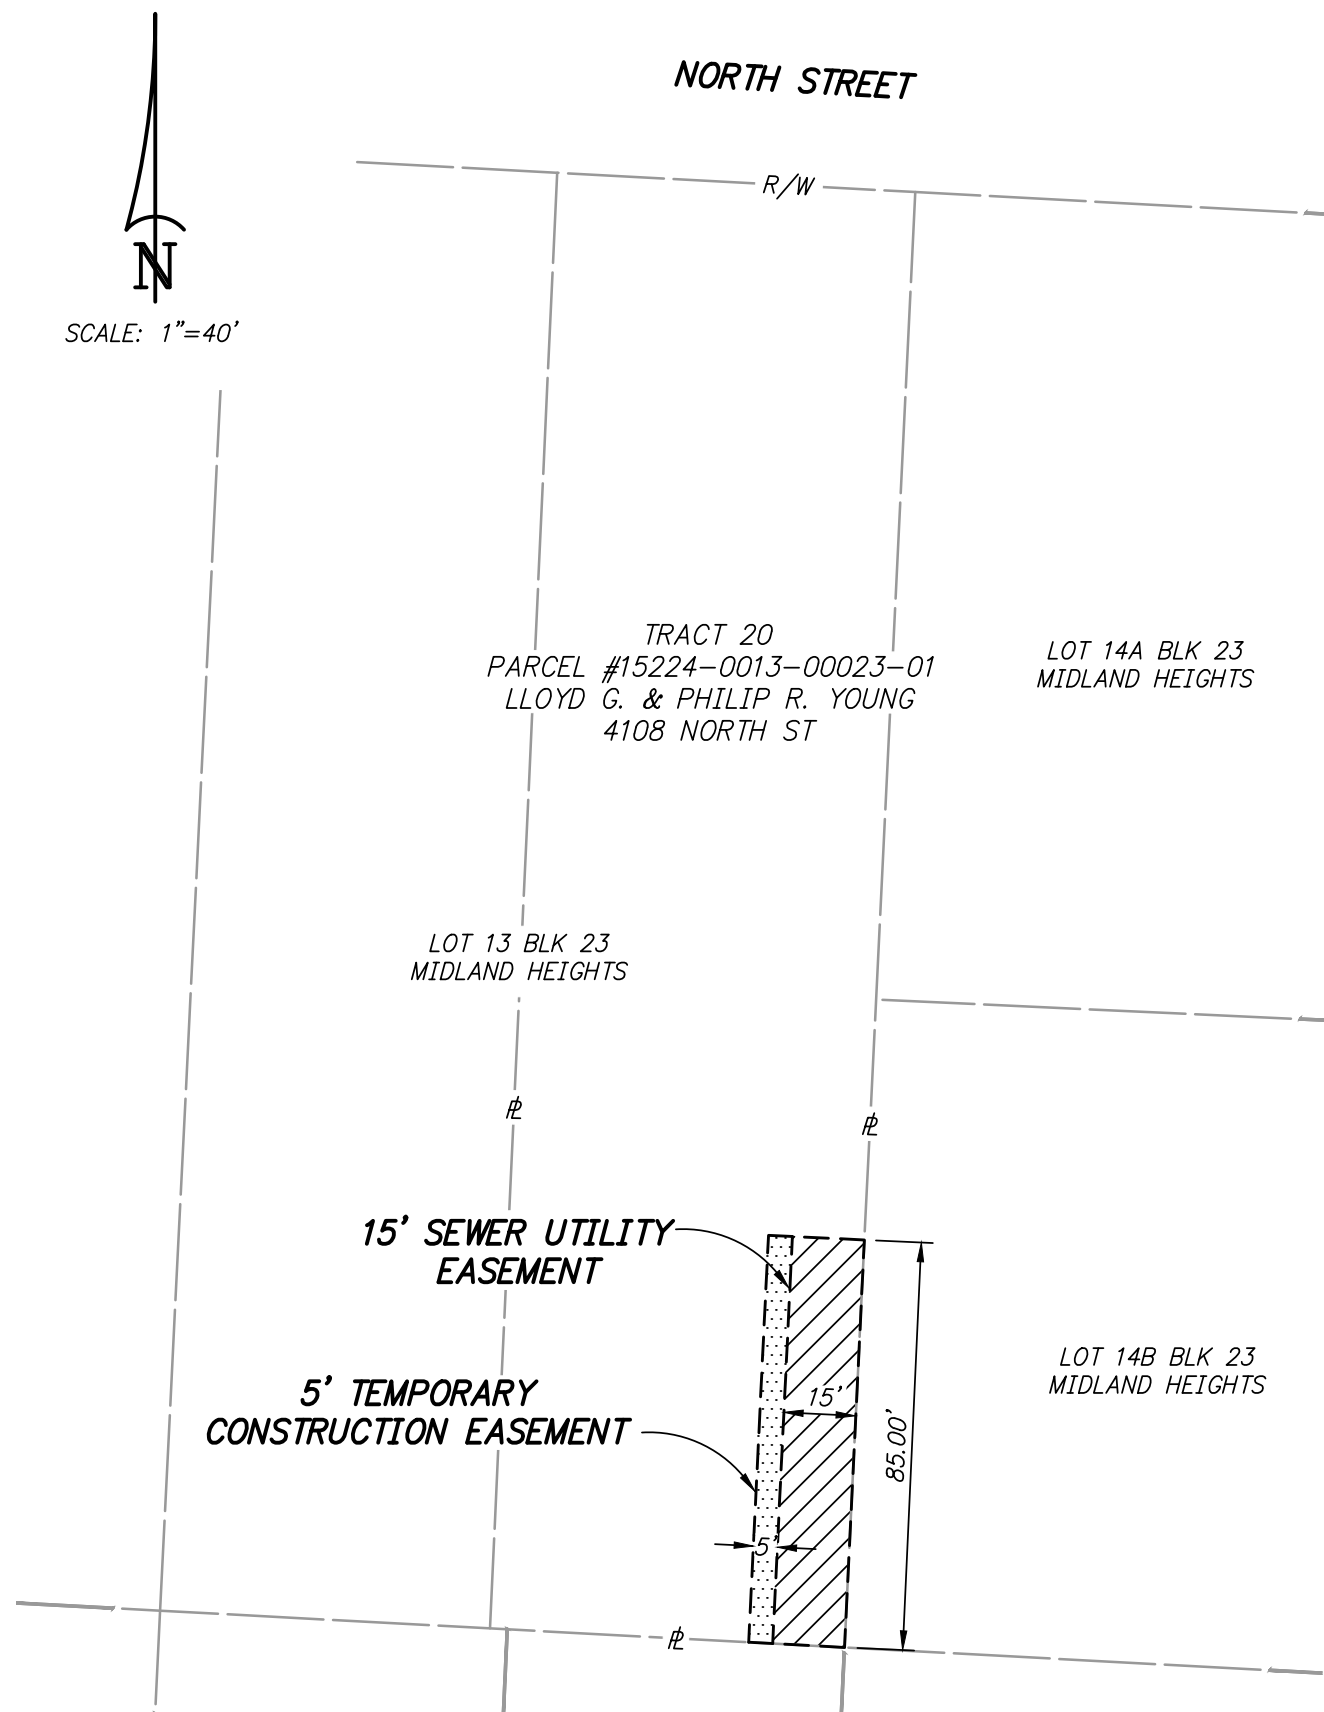 NORTH STREET
R/W
N
SCALE: 1"=40'
TRACT 20
PARCEL #15224-0013-00023-01
LLOYD G. & PHILIP R. YOUNG
4108 NORTH ST
LOT 14A BLK 23
MIDLAND HEIGHTS
LOT 13 BLK 23
MIDLAND HEIGHTS
PL
PL
15' SEWER UTILITY
EASEMENT
LOT 14B BLK 23
MIDLAND HEIGHTS
5' TEMPORARY
CONSTRUCTION EASEMENT
15'
85.00'
5'
PL